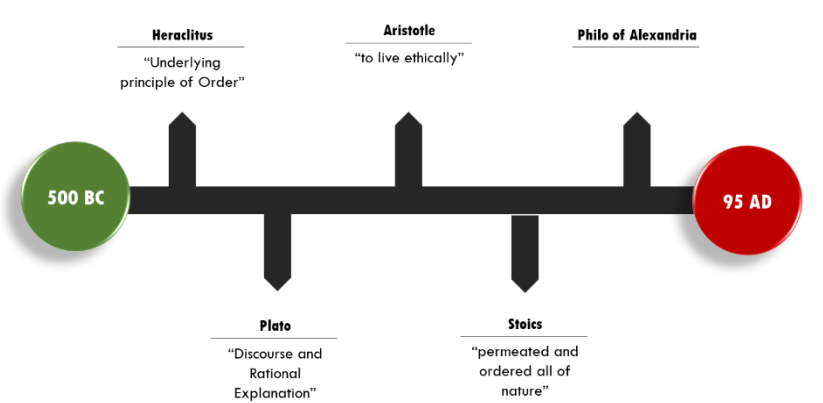 Heraclitus
“Underlying
principle of Order”
Aristotle
“to live ethically”
Philo of Alexandria
500 BC
95 AD
Plato
“Discourse and
Rational
Explanation”
Stoics
“permeated and
ordered all of
nature”